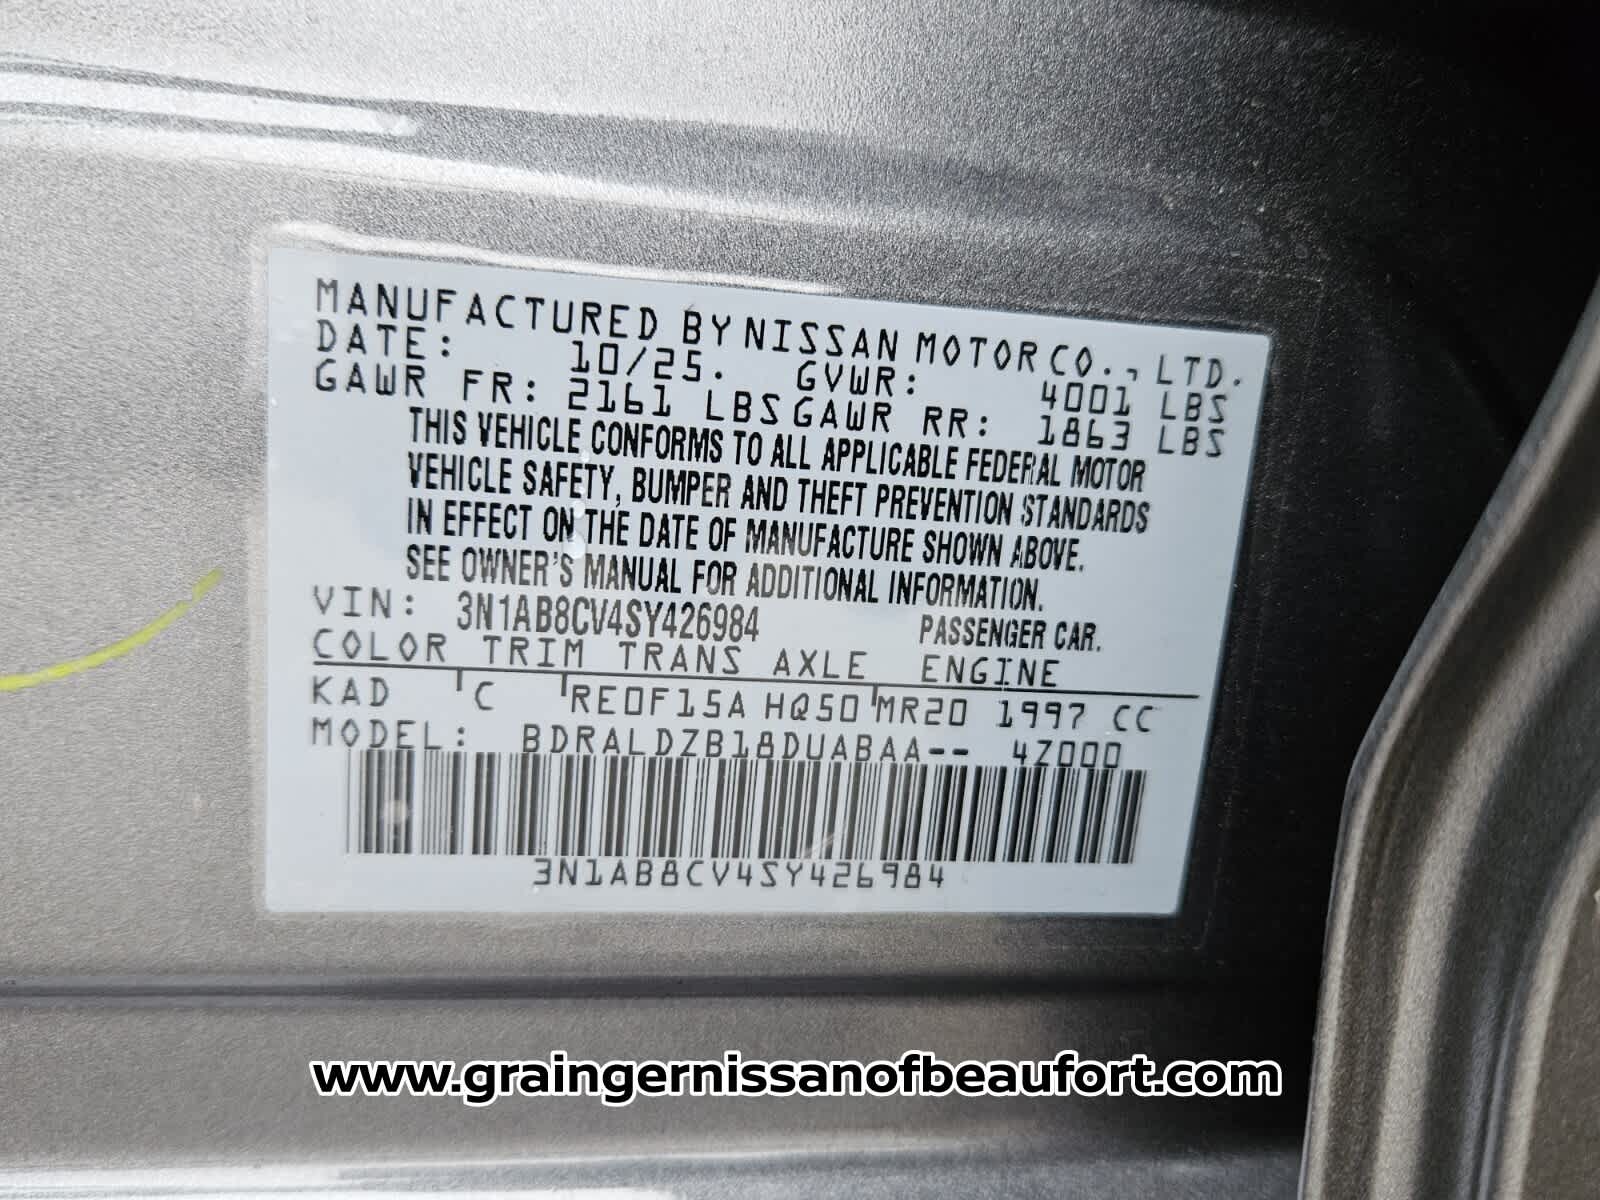 MANUFACTURED BY NISSAN MOTOR CO., LTD.
DATE: 10/25. GVWR: 4001 LBS
GAWR FR: 2161 LBS GAWR RR: 1863 LBS
THIS VEHICLE CONFORMS TO ALL APPLICABLE FEDERAL MOTOR
VEHICLE SAFETY, BUMPER AND THEFT PREVENTION STANDARDS
IN EFFECT ON THE DATE OF MANUFACTURE SHOWN ABOVE.
SEE OWNER'S MANUAL FOR ADDITIONAL INFORMATION.
VIN: 3N1AB8CV4SY426984 PASSENGER CAR.
COLOR TRIM TRANS AXLE ENGINE
KAD C RE0F15A HQ50 MR20 1997 CC
MODEL: BDRALDZB18DUABAA-- 4Z000
3N1AB8CV4SY426984
www.graingernissanofbeaufort.com